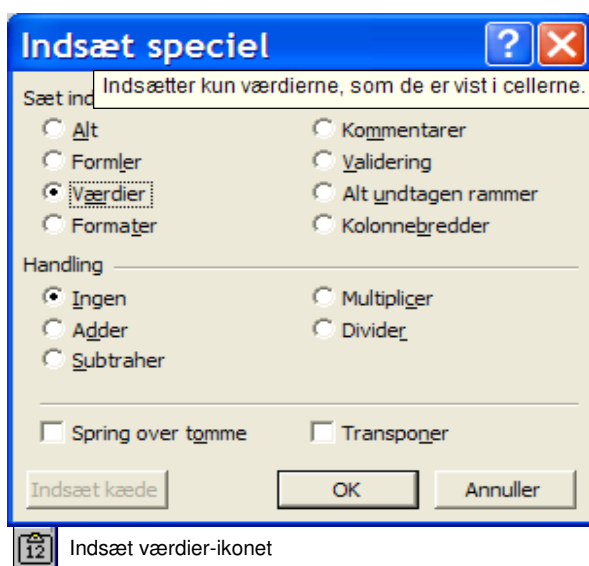 Indsæt speciel
Indsætter kun værdierne, som de er vist i cellerne.
Sæt ind
Alt
Kommentarer
Formler
Validering
Værdier
Alt undtagen rammer
Formater
Kolonnebredder
Handling
Ingen
Multiplicer
Adder
Divider
Subtraher
Spring over tomme
Transponer
Indsæt kæde
OK
Annuller
12 Indsæt værdier-ikonet